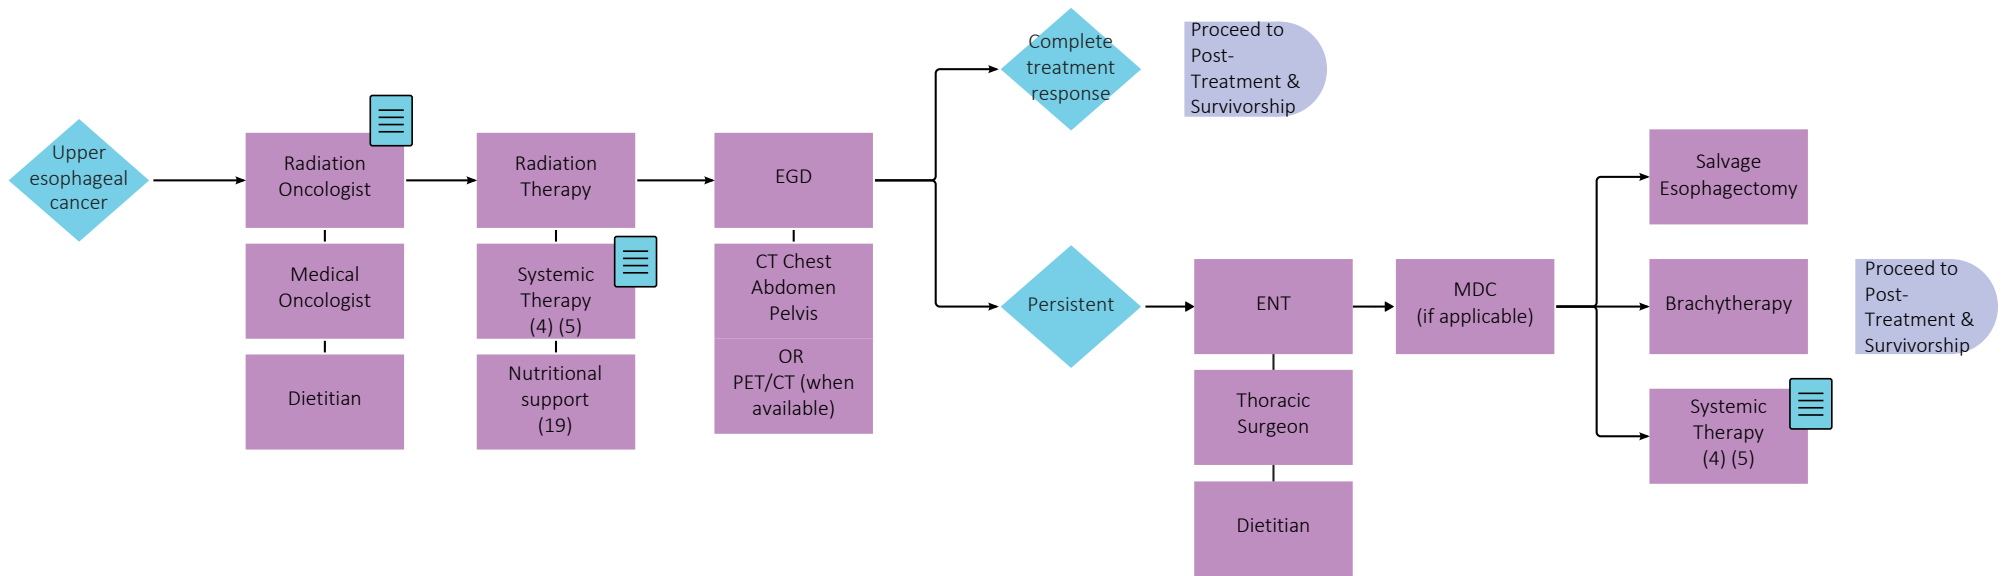 Upper
esophageal
cancer
Radiation
Oncologist
Medical
Oncologist
Dietitian
Radiation
Therapy
Systemic
Therapy
(4) (5)
Nutritional
support
(19)
EGD
CT Chest
Abdomen
Pelvis
OR
PET/CT (when
available)
Complete
treatment
response
Proceed to
Post-
Treatment &
Survivorship
Persistent
ENT
Thoracic
Surgeon
Dietitian
MDC
(if applicable)
Salvage
Esophagectomy
Brachytherapy
Systemic
Therapy
(4) (5)
Proceed to
Post-
Treatment &
Survivorship